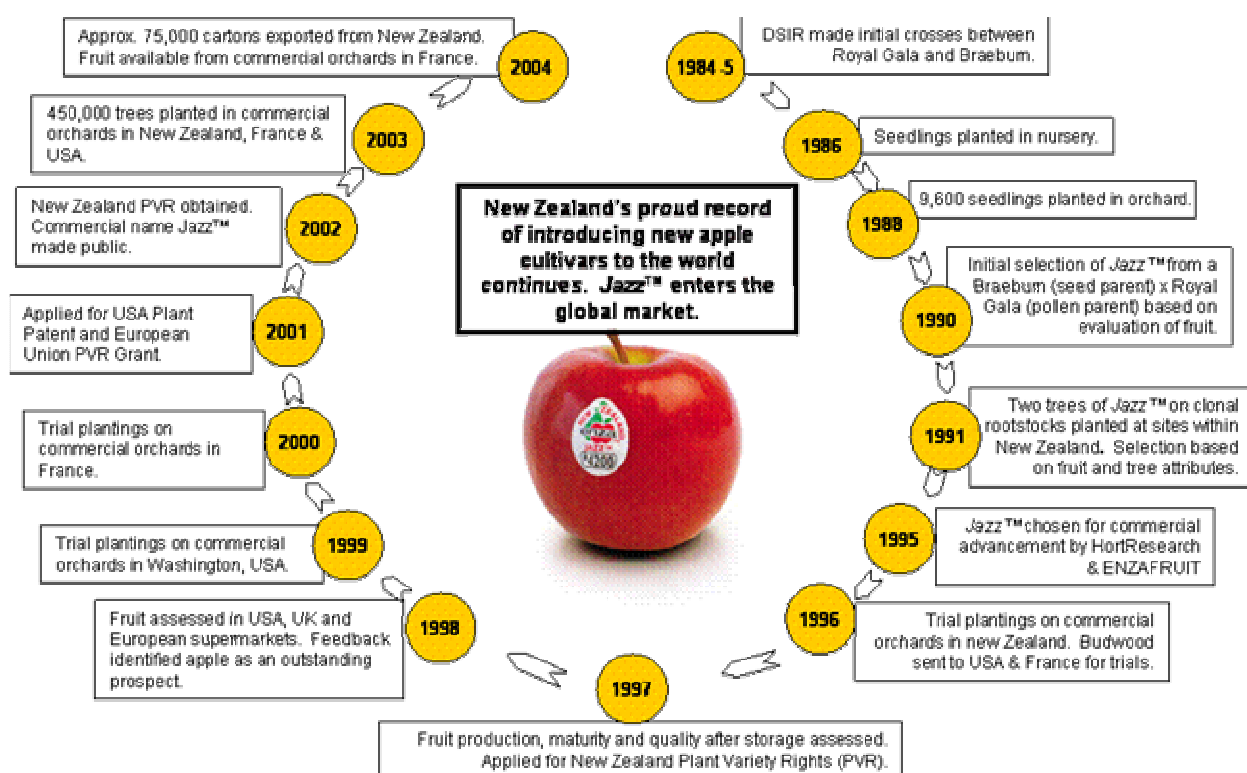 DSIR made initial crosses between
Royal Gala and Braeburn.
1984-5
1986
Seedlings planted in nursery.
1988
9,600 seedlings planted in orchard.
1990
Initial selection of Jazz™ from a
Braeburn (seed parent) x Royal
Gala (pollen parent) based on
evaluation of fruit.
1991
Two trees of Jazz™ on clonal
rootstocks planted at sites within
New Zealand. Selection based
on fruit and tree attributes.
1995
Jazz™ chosen for commercial
advancement by HortResearch
& ENZAFRUIT
1996
Trial plantings on commercial
orchards in new Zealand. Budwood
sent to USA & France for trials.
1997
Fruit production, maturity and quality after storage assessed.
Applied for New Zealand Plant Variety Rights (PVR).
1998
Fruit assessed in USA, UK and
European supermarkets. Feedback
identified apple as an outstanding
prospect.
1999
Trial plantings on commercial
orchards in Washington, USA.
2000
Trial plantings on
commercial orchards in
France.
2001
Applied for USA Plant
Patent and European
Union PVR Grant.
2002
New Zealand PVR obtained.
Commercial name Jazz™
made public.
2003
450,000 trees planted in commercial
orchards in New Zealand, France &
USA.
2004
Approx. 75,000 cartons exported from New Zealand.
Fruit available from commercial orchards in France.
New Zealand's proud record
of introducing new apple
cultivars to the world
continues. Jazz™ enters the
global market.
NEW ZEALAND
enza
JAZZ™
4200